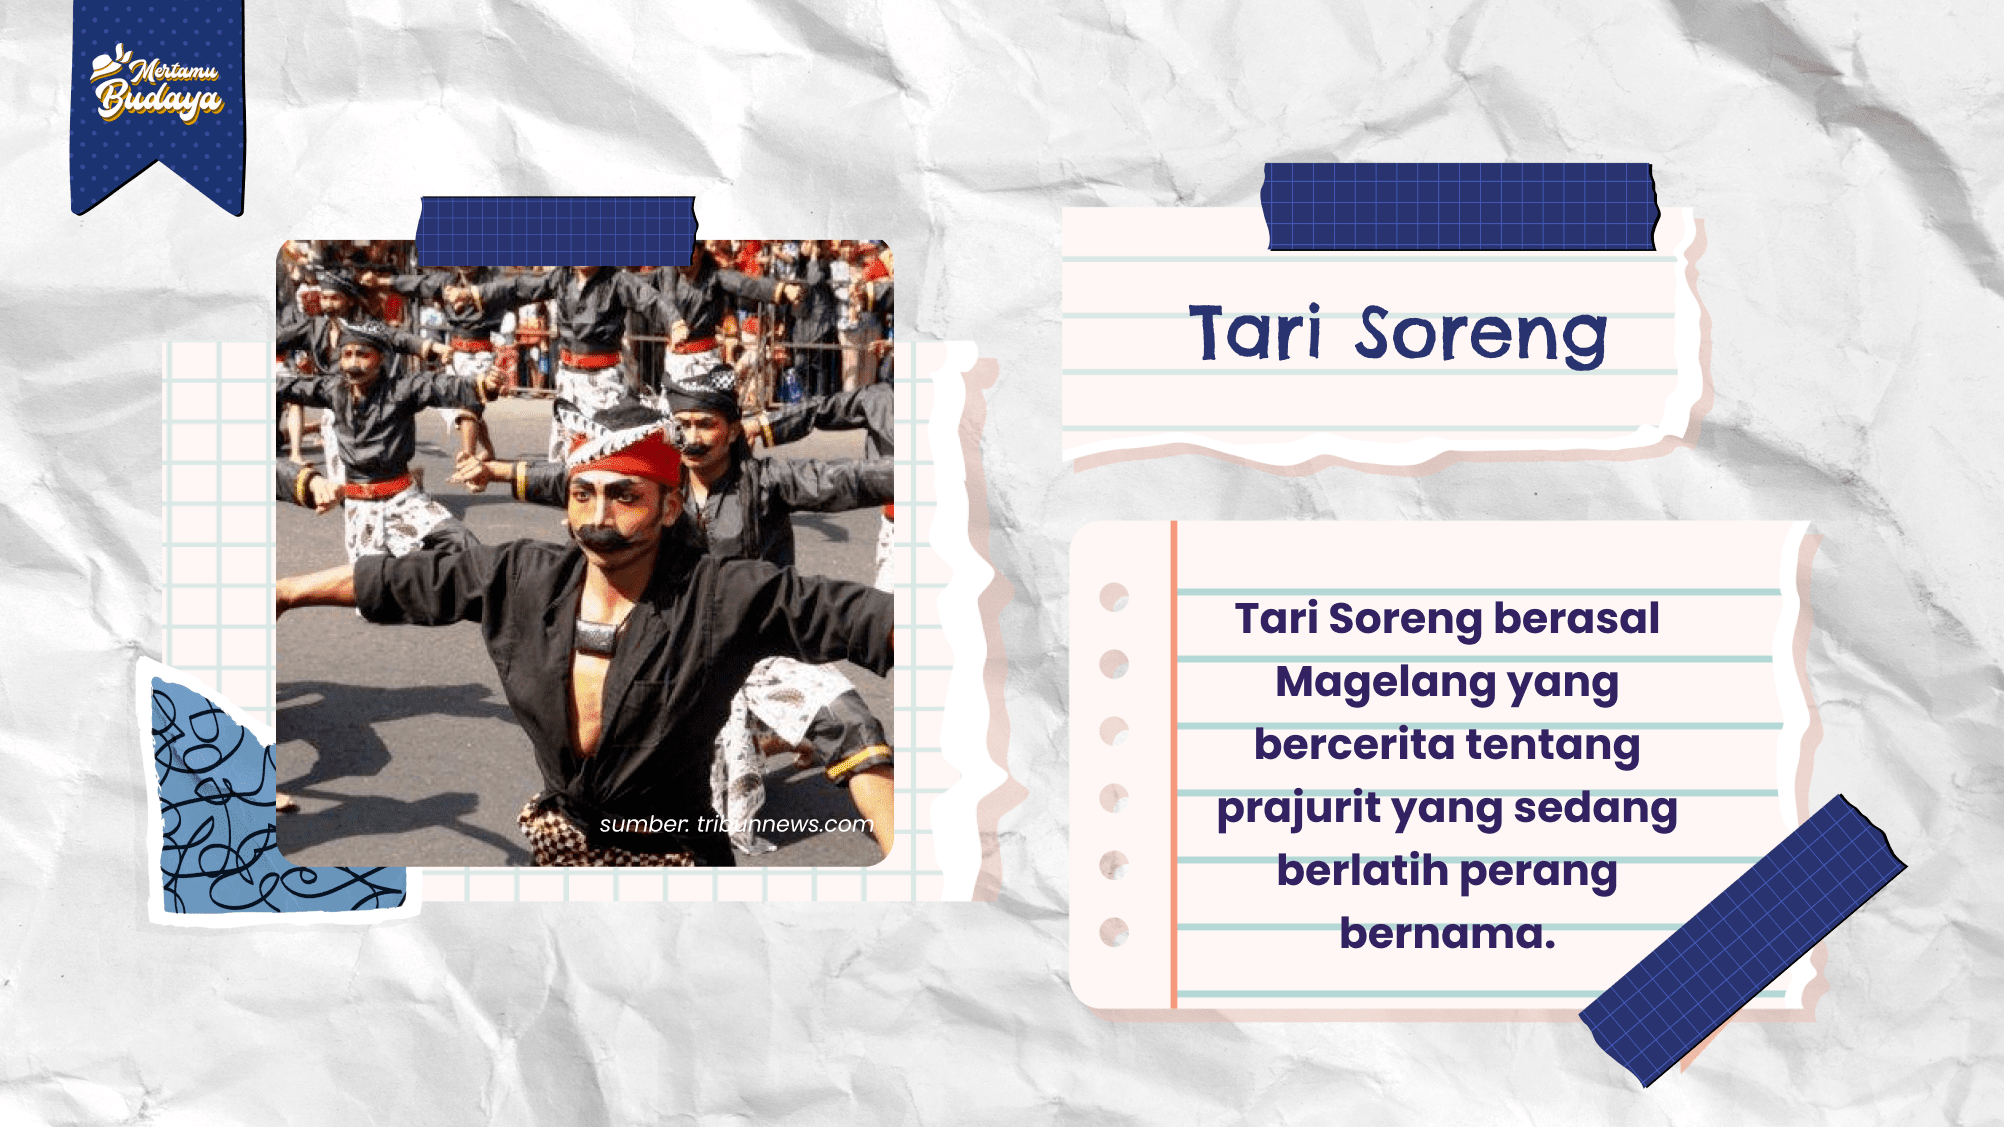 Mertamu
Budaya
Tari Soreng
sumber: tribunnews.com
Tari Soreng berasal
Magelang yang
bercerita tentang
prajurit yang sedang
berlatih perang
bernama.